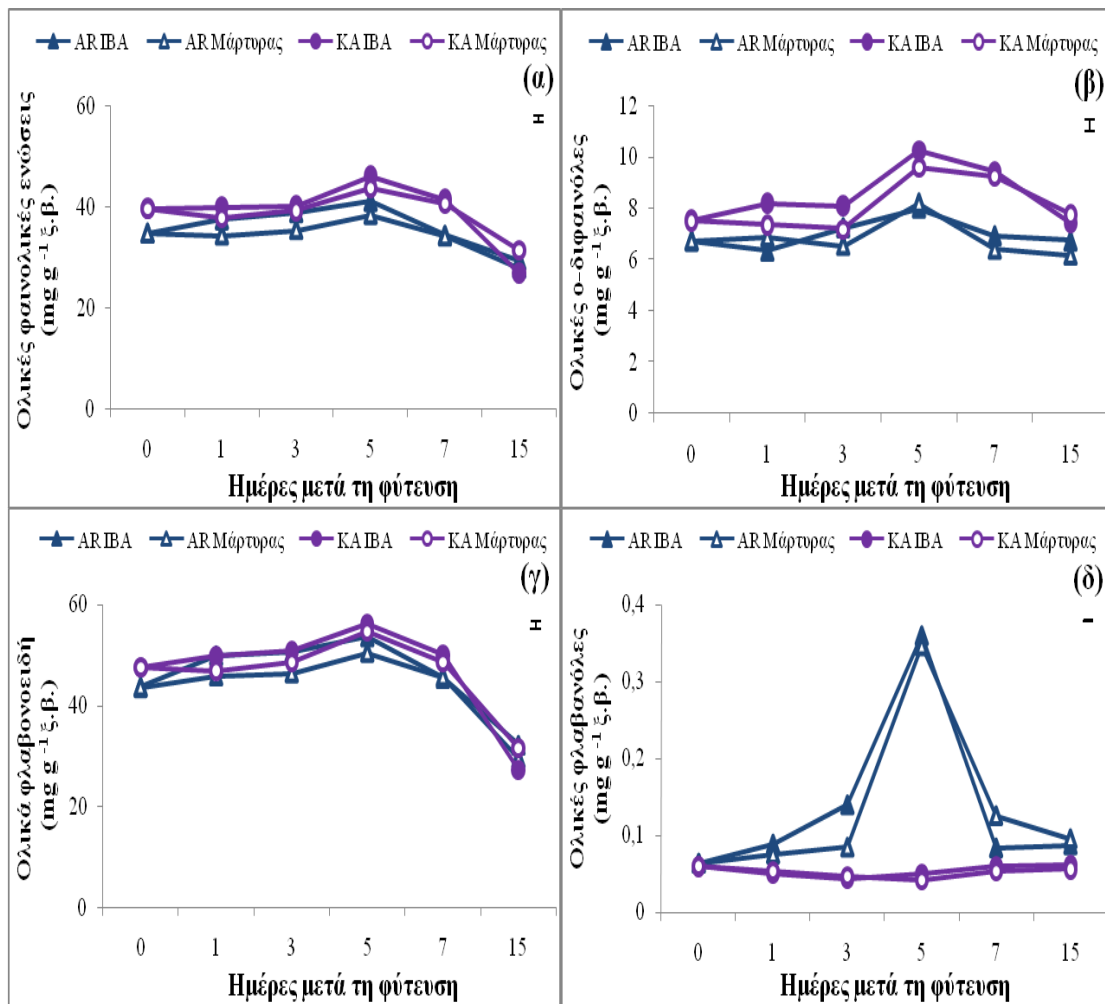 AR IBA AR Μάρτυρας KA IBA KA Μάρτυρας
(α)
Ολικές φαινολικές ενώσεις
(mg g -1 ξ.β.)
60
40
20
0
0 1 3 5 7 15
Ημέρες μετά τη φύτευση
AR IBA AR Μάρτυρας KA IBA KA Μάρτυρας
(β)
Ολικές ο-διφαινόλες
(mg g -1 ξ.β.)
12
10
8
6
4
2
0
0 1 3 5 7 15
Ημέρες μετά τη φύτευση
AR IBA AR Μάρτυρας KA IBA KA Μάρτυρας
(γ)
Ολικά φλαβονοειδή
(mg g -1 ξ.β.)
60
40
20
0
0 1 3 5 7 15
Ημέρες μετά τη φύτευση
AR IBA AR Μάρτυρας KA IBA KA Μάρτυρας
(δ)
Ολικές φλαβανόλες
(mg g -1 ξ.β.)
0,4
0,3
0,2
0,1
0
0 1 3 5 7 15
Ημέρες μετά τη φύτευση